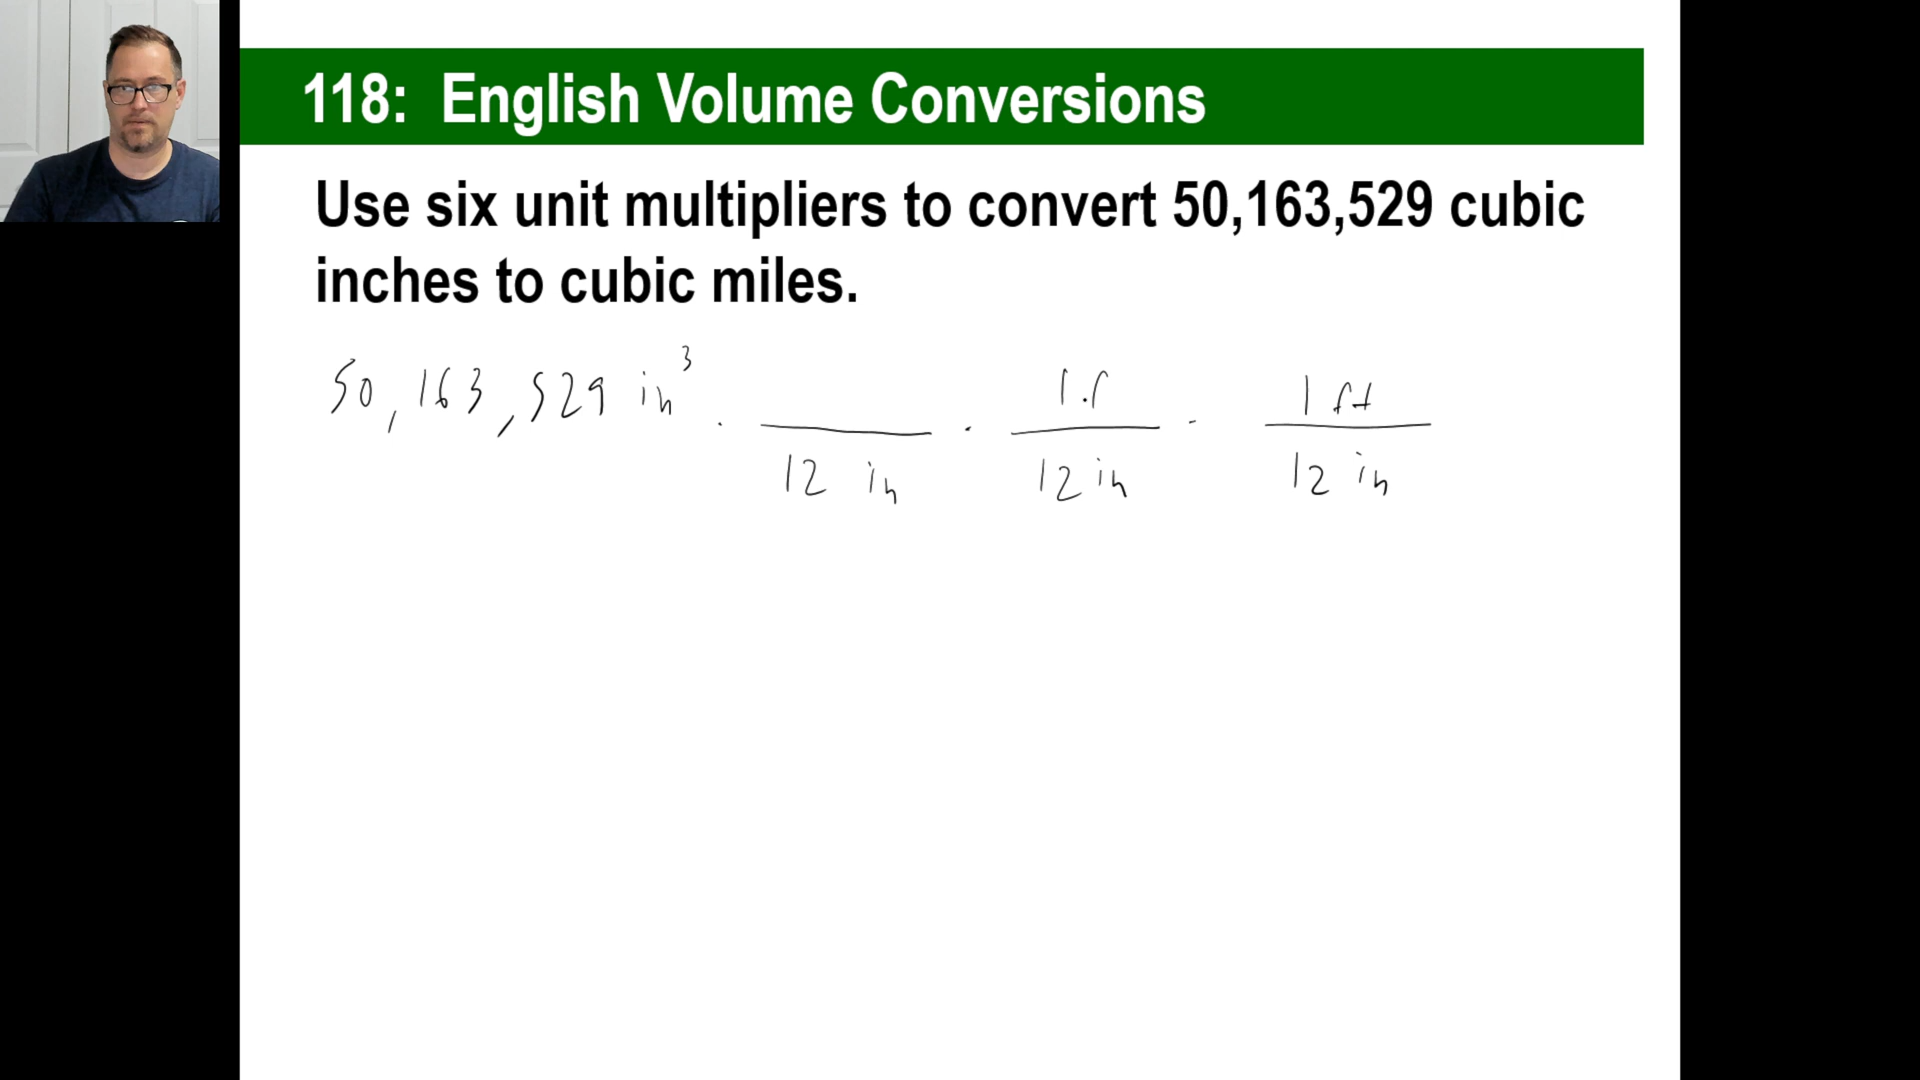 118: English Volume Conversions
Use six unit multipliers to convert 50,163,529 cubic
inches to cubic miles.
50,163,529 in³ · —— · 1 f · 1 ft
12 in 12 in 12 in